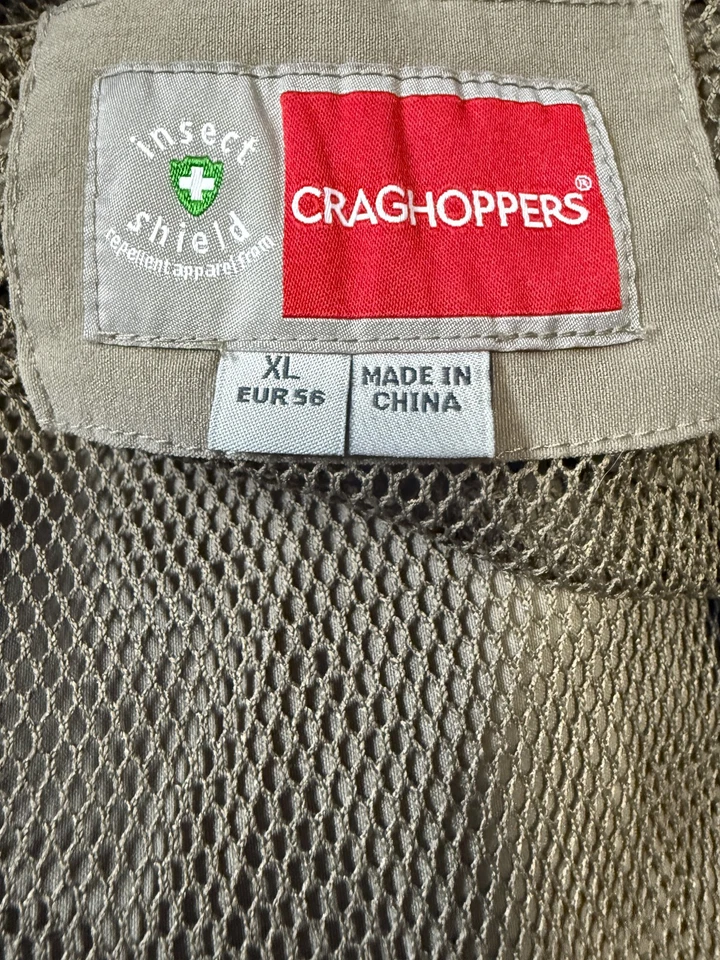 insect
shield
repellent apparel from
CRAGHOPPERS®
XL
EUR 56
MADE IN
CHINA